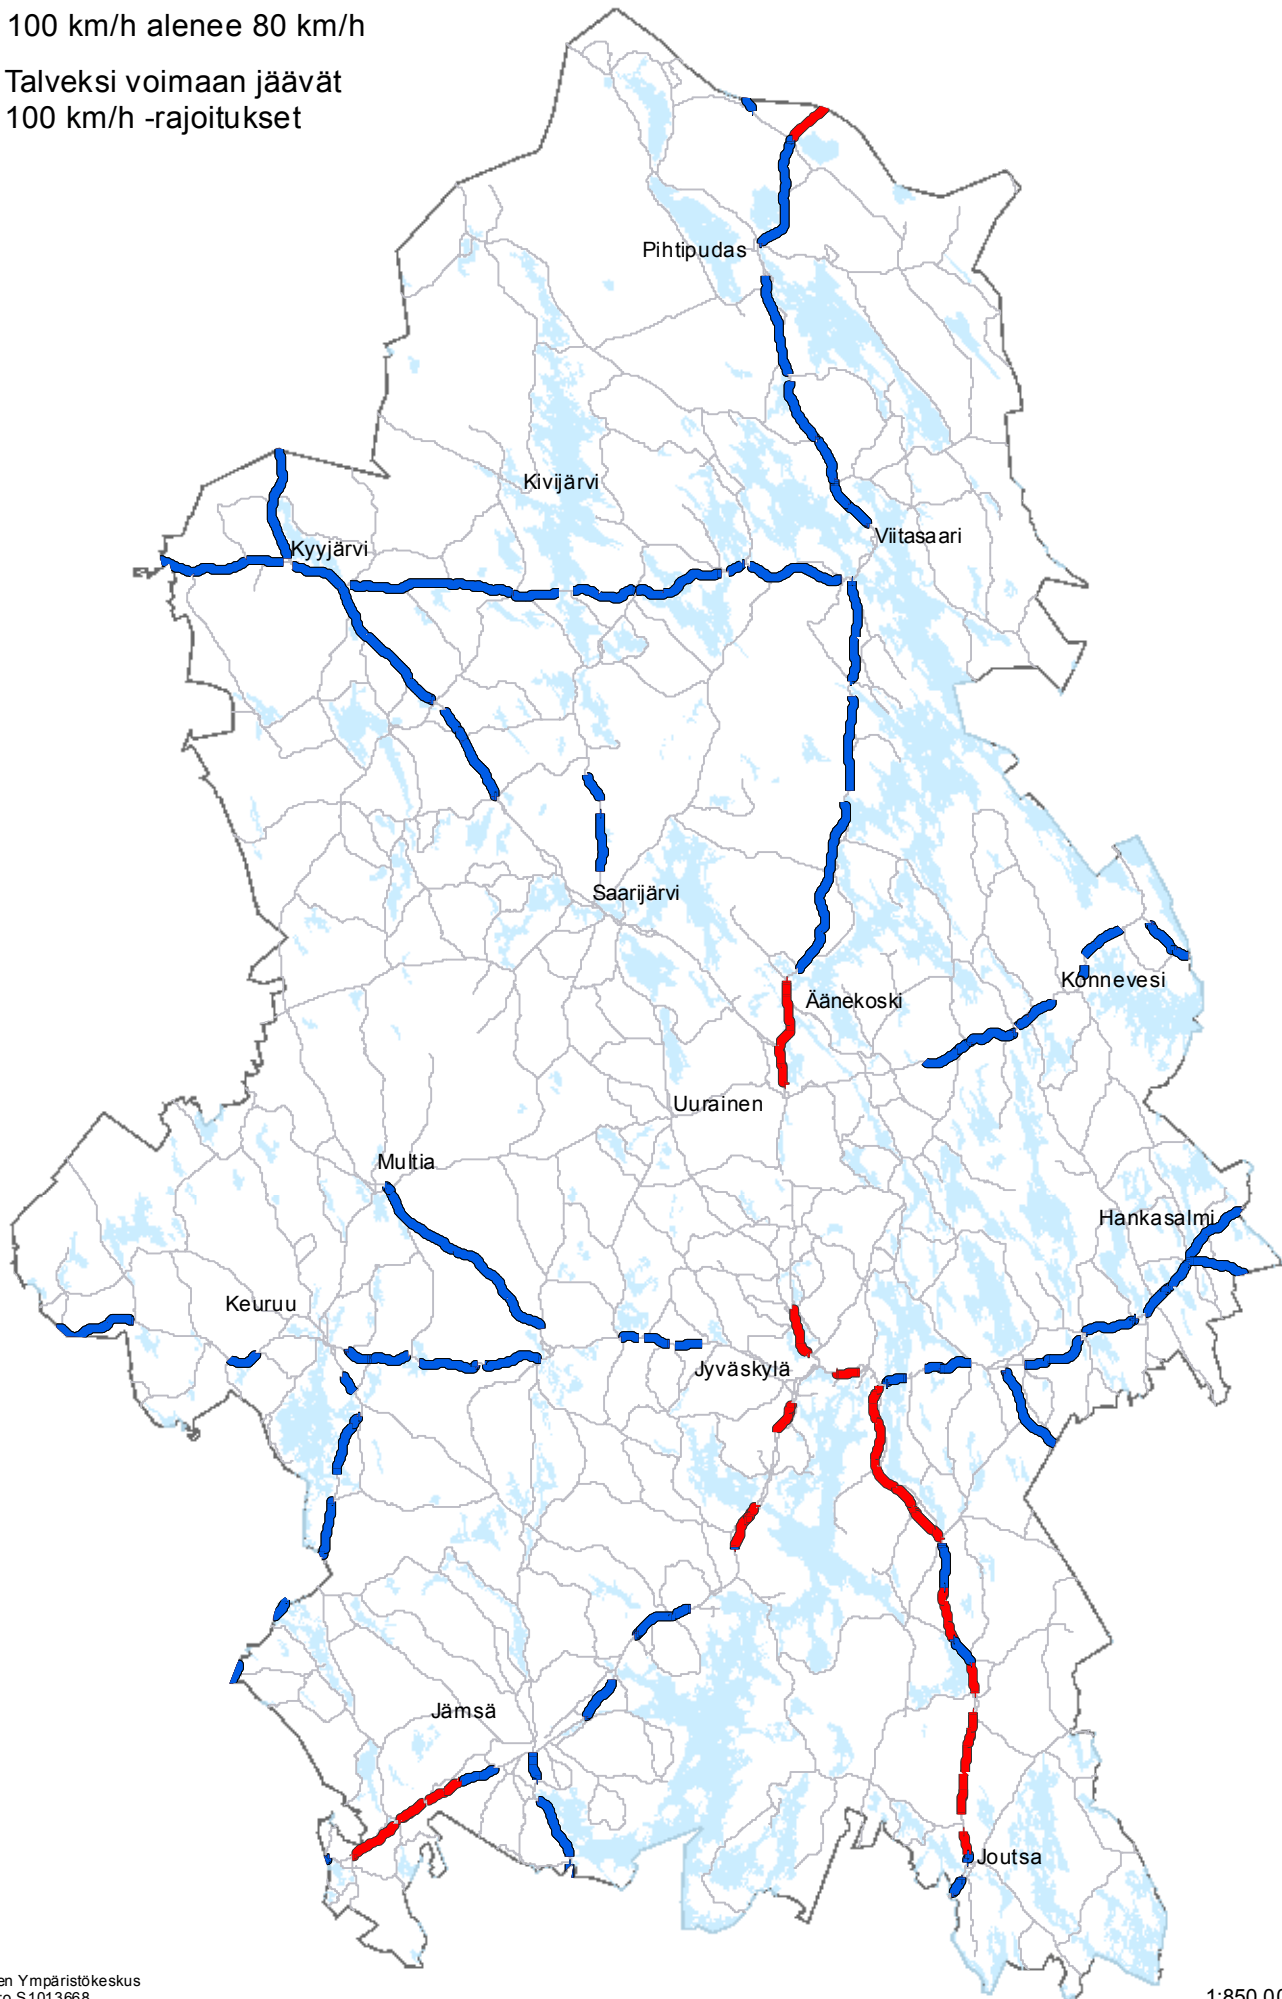 100 km/h alenee 80 km/h
Talveksi voimaan jäävät
100 km/h -rajoitukset
Pihtipudas
Kivijärvi
Viitasaari
Kyyjärvi
Saarijärvi
Äänekoski
Konnevesi
Uurainen
Multia
Hankasalmi
Keuruu
Jyväskylä
Jämsä
Joutsa
en Ympäristökeskus